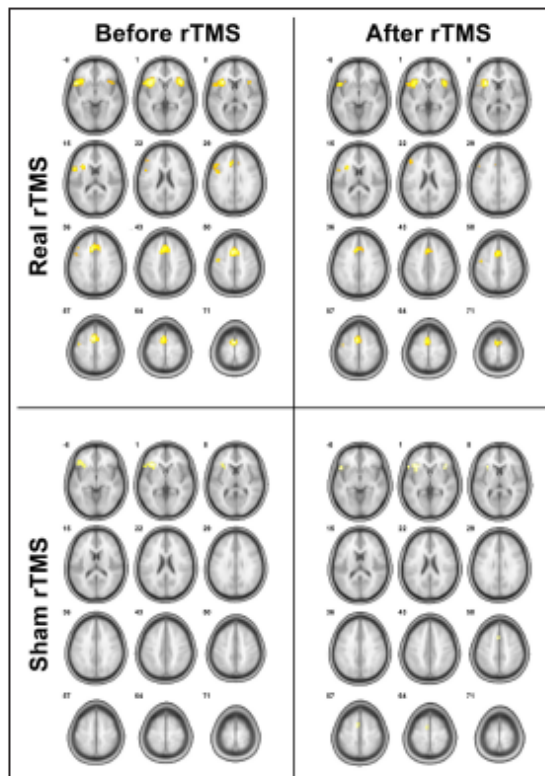 Before rTMS
After rTMS
Real rTMS
-6 1 8
15 22 29
36 43 50
57 64 71
-6 1 8
15 22 29
36 43 50
57 64 71
Sham rTMS
-6 1 8
15 22 29
36 43 50
57 64 71
-6 1 8
15 22 29
36 43 50
57 64 71